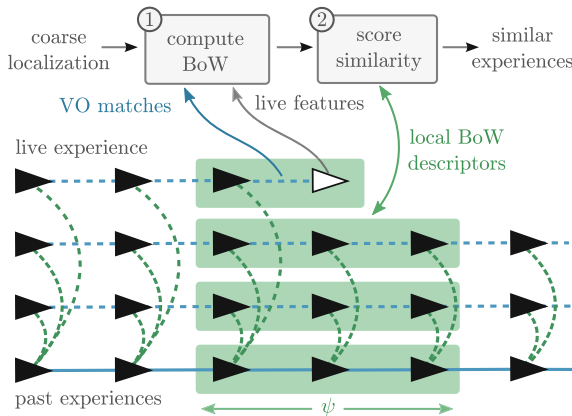 1
2
coarse
localization
compute
BoW
score
similarity
similar
experiences
VO matches
live features
local BoW
descriptors
live experience
past experiences
ψ